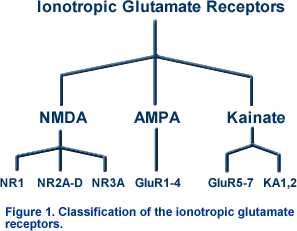 Ionotropic Glutamate Receptors
NMDA AMPA Kainate
NR1 NR2A-D NR3A GluR1-4 GluR5-7 KA1,2
Figure 1. Classification of the ionotropic glutamate
receptors.